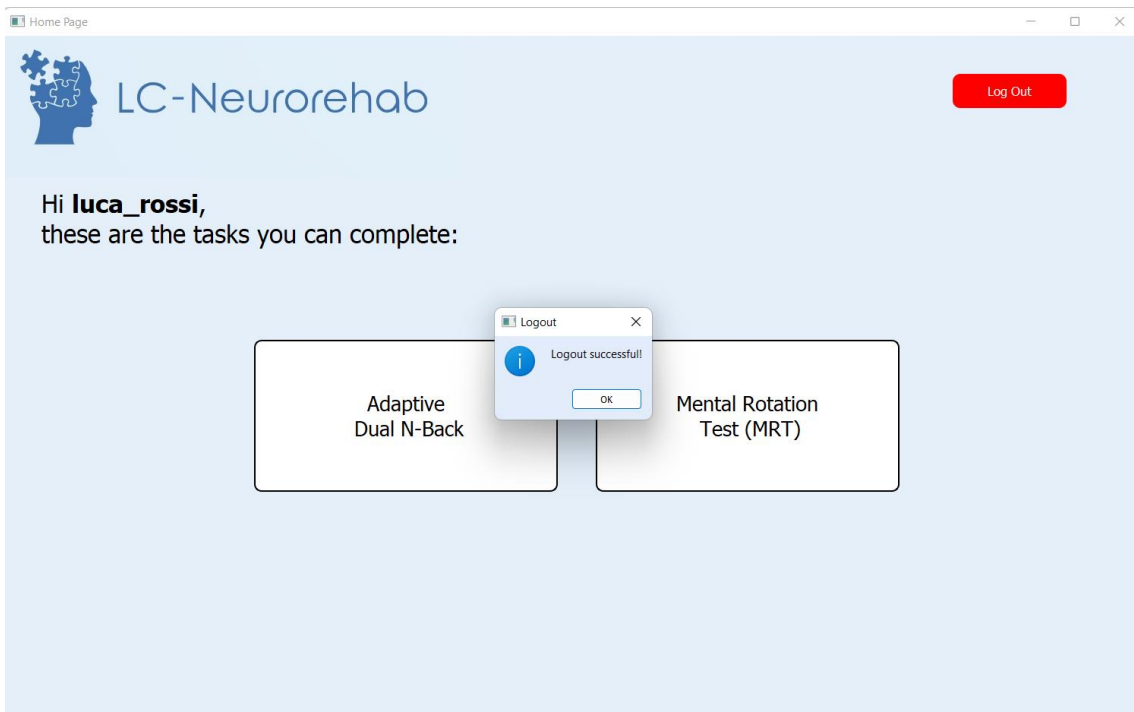 Home Page
LC-Neurorehab
Log Out
Hi luca_rossi,
these are the tasks you can complete:
Logout
Logout successful!
OK
Adaptive
Dual N-Back
Mental Rotation
Test (MRT)